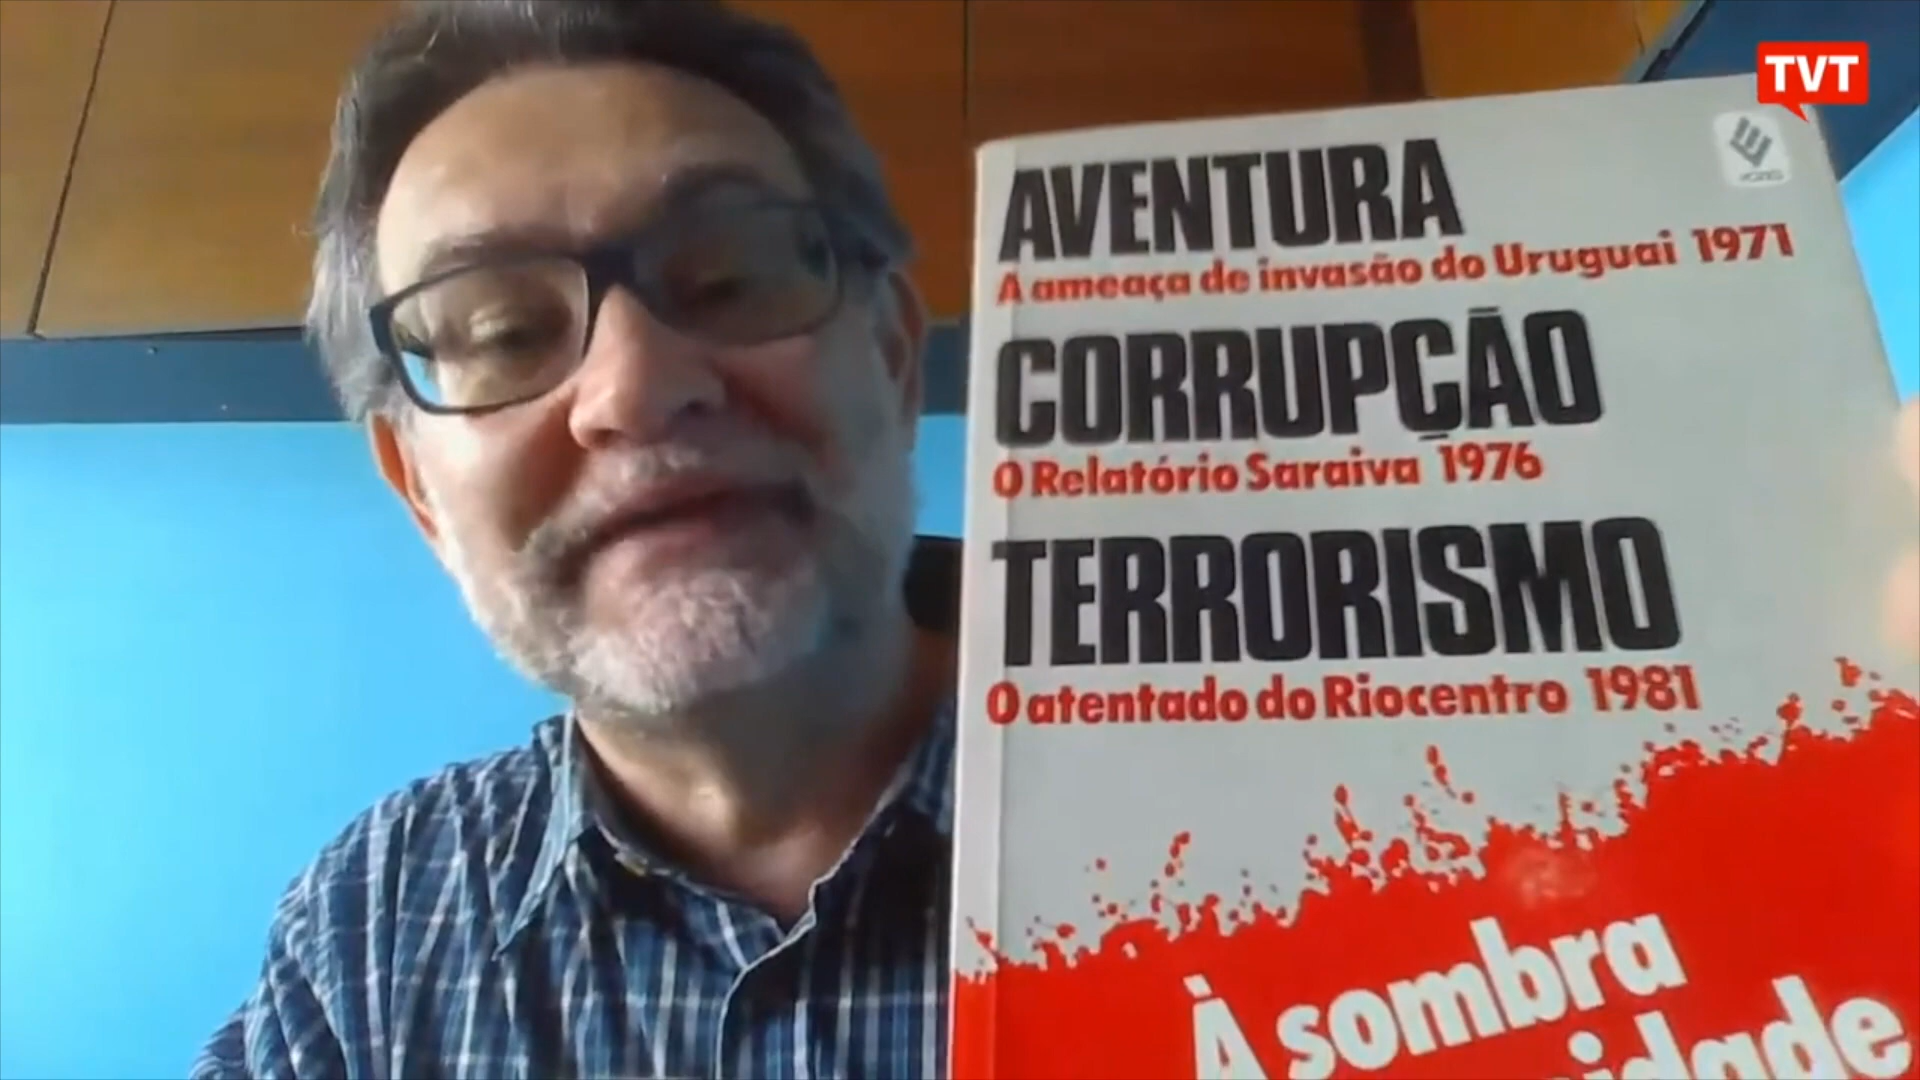 TVT
AVENTURA
A ameaça de invasão do Uruguai 1971
CORRUPÇÃO
O Relatório Saraiva 1976
TERRORISMO
O atentado do Riocentro 1981
À sombra